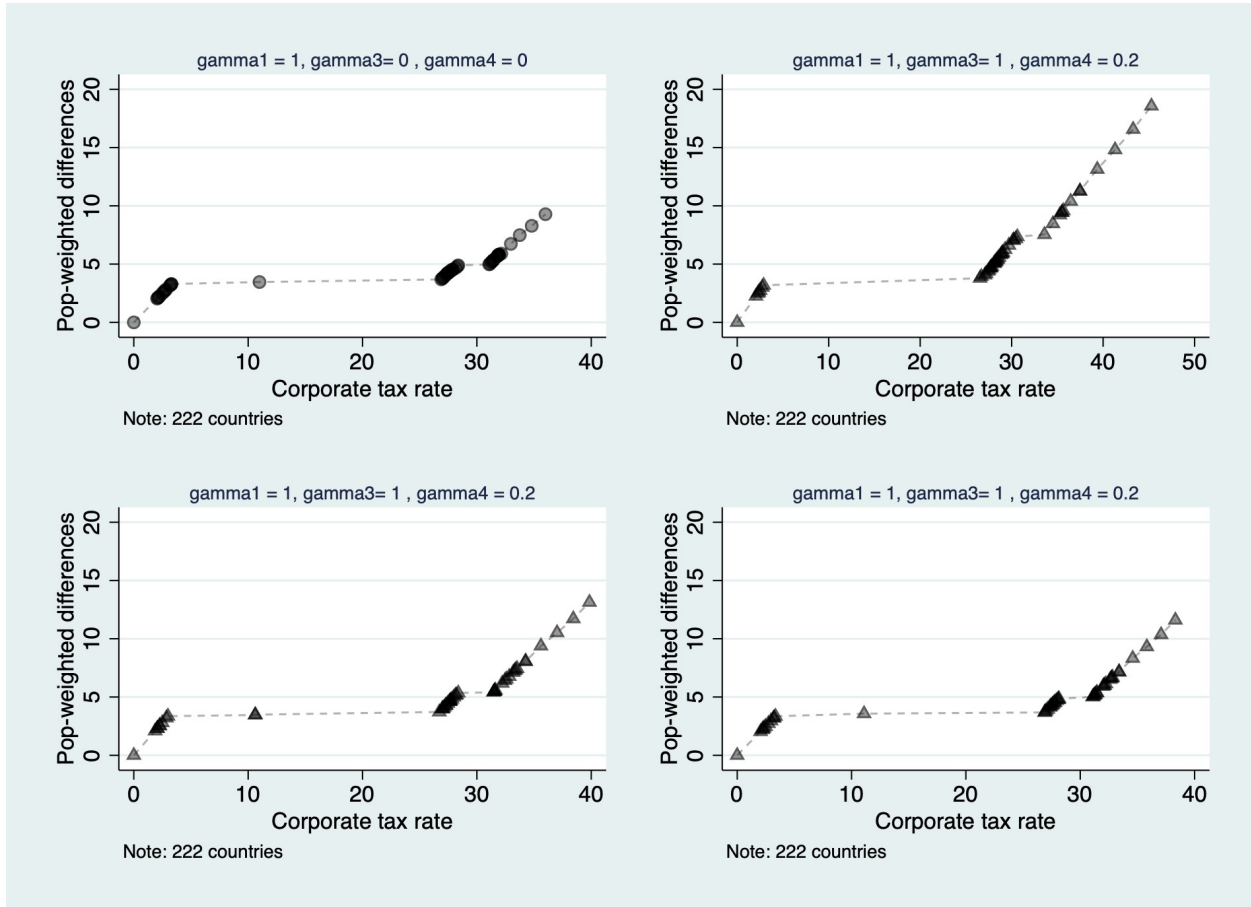 gamma1 = 1, gamma3= 0 , gamma4 = 0
Pop-weighted differences
20
15
10
5
0
0 10 20 30 40
Corporate tax rate
Note: 222 countries
gamma1 = 1, gamma3= 1 , gamma4 = 0.2
Pop-weighted differences
20
15
10
5
0
0 10 20 30 40 50
Corporate tax rate
Note: 222 countries
gamma1 = 1, gamma3= 1 , gamma4 = 0.2
Pop-weighted differences
20
15
10
5
0
0 10 20 30 40
Corporate tax rate
Note: 222 countries
gamma1 = 1, gamma3= 1 , gamma4 = 0.2
Pop-weighted differences
20
15
10
5
0
0 10 20 30 40
Corporate tax rate
Note: 222 countries